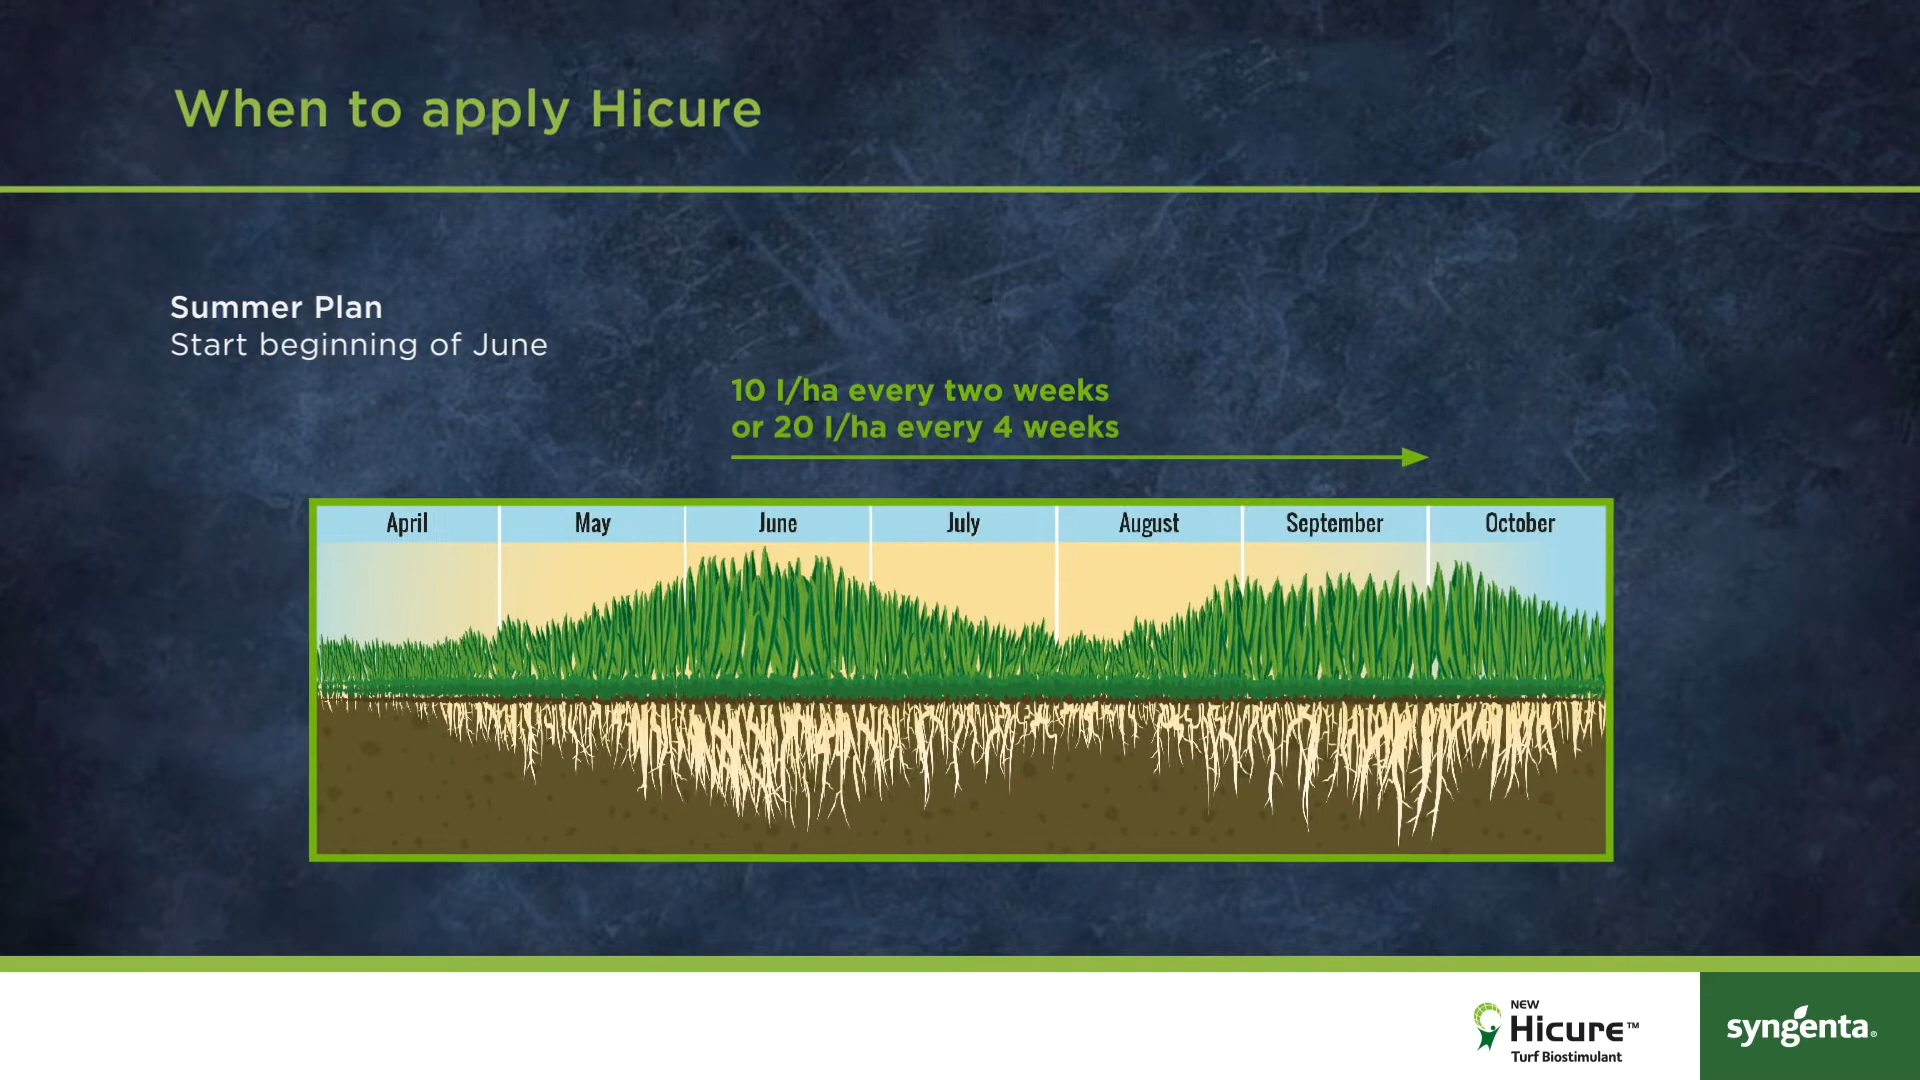 When to apply Hicure
Summer Plan
Start beginning of June
10 l/ha every two weeks
or 20 l/ha every 4 weeks
April May June July August September October
NEW
Hicure™
Turf Biostimulant
syngenta®